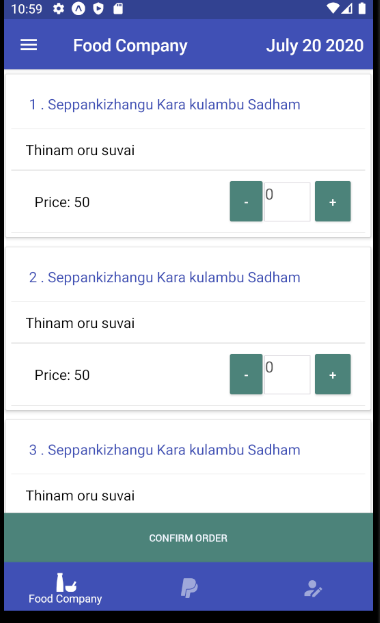 10:59
Food Company July 20 2020
1 . Seppankizhangu Kara kulambu Sadham
Thinam oru suvai
Price: 50 - 0 +
2 . Seppankizhangu Kara kulambu Sadham
Thinam oru suvai
Price: 50 - 0 +
3 . Seppankizhangu Kara kulambu Sadham
Thinam oru suvai
CONFIRM ORDER
Food Company